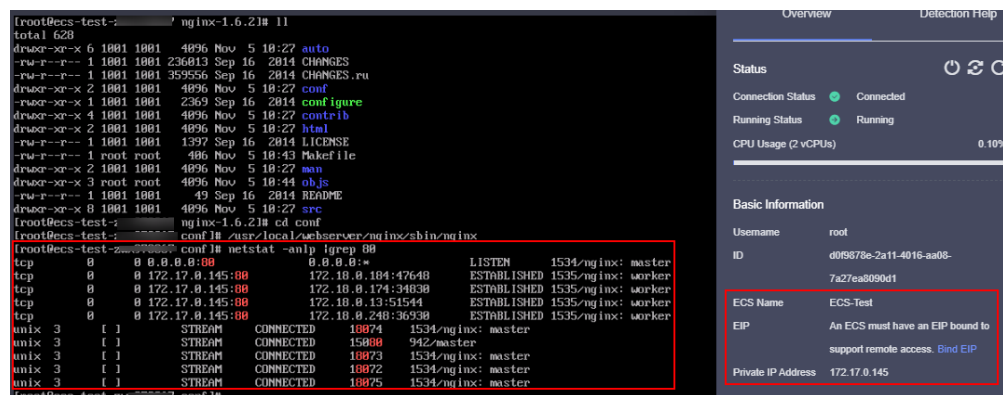 [root@ecs-test- nginx-1.6.2]# ll
total 628
drwxr-xr-x 6 1001 1001 4096 Nov 5 10:27 auto
-rw-r--r-- 1 1001 1001 236013 Sep 16 2014 CHANGES
-rw-r--r-- 1 1001 1001 359556 Sep 16 2014 CHANGES.ru
drwxr-xr-x 2 1001 1001 4096 Nov 5 10:27 conf
-rwxr-xr-x 1 1001 1001 2369 Sep 16 2014 configure
drwxr-xr-x 4 1001 1001 4096 Nov 5 10:27 contrib
drwxr-xr-x 2 1001 1001 4096 Nov 5 10:27 html
-rw-r--r-- 1 1001 1001 1397 Sep 16 2014 LICENSE
-rw-r--r-- 1 root root 406 Nov 5 10:43 Makefile
drwxr-xr-x 2 1001 1001 4096 Nov 5 10:27 man
drwxr-xr-x 3 root root 4096 Nov 5 10:44 objs
-rw-r--r-- 1 1001 1001 49 Sep 16 2014 README
drwxr-xr-x 8 1001 1001 4096 Nov 5 10:27 src
[root@ecs-test- nginx-1.6.2]# cd conf
[root@ecs-test- conf]# /usr/local/webserver/nginx/sbin/nginx
[root@ecs-test- conf]# netstat -anlp |grep 80
tcp 0 0 0.0.0.0:80 0.0.0.0:* LISTEN 1534/nginx: master
tcp 0 0 172.17.0.145:80 172.18.0.184:47648 ESTABLISHED 1535/nginx: worker
tcp 0 0 172.17.0.145:80 172.18.0.174:34830 ESTABLISHED 1535/nginx: worker
tcp 0 0 172.17.0.145:80 172.18.0.13:51544 ESTABLISHED 1535/nginx: worker
tcp 0 0 172.17.0.145:80 172.18.0.248:36930 ESTABLISHED 1535/nginx: worker
unix 3 [ ] STREAM CONNECTED 18074 1534/nginx: master
unix 3 [ ] STREAM CONNECTED 15080 942/master
unix 3 [ ] STREAM CONNECTED 18073 1534/nginx: master
unix 3 [ ] STREAM CONNECTED 18072 1534/nginx: master
unix 3 [ ] STREAM CONNECTED 18075 1534/nginx: master
Overview Detection Help
Status
Connection Status Connected
Running Status Running
CPU Usage (2 vCPUs) 0.10%
Basic Information
Username root
ID d0f9878e-2a11-4016-aa08-
7a27ea8090d1
ECS Name ECS-Test
EIP An ECS must have an EIP bound to
support remote access. Bind EIP
Private IP Address 172.17.0.145